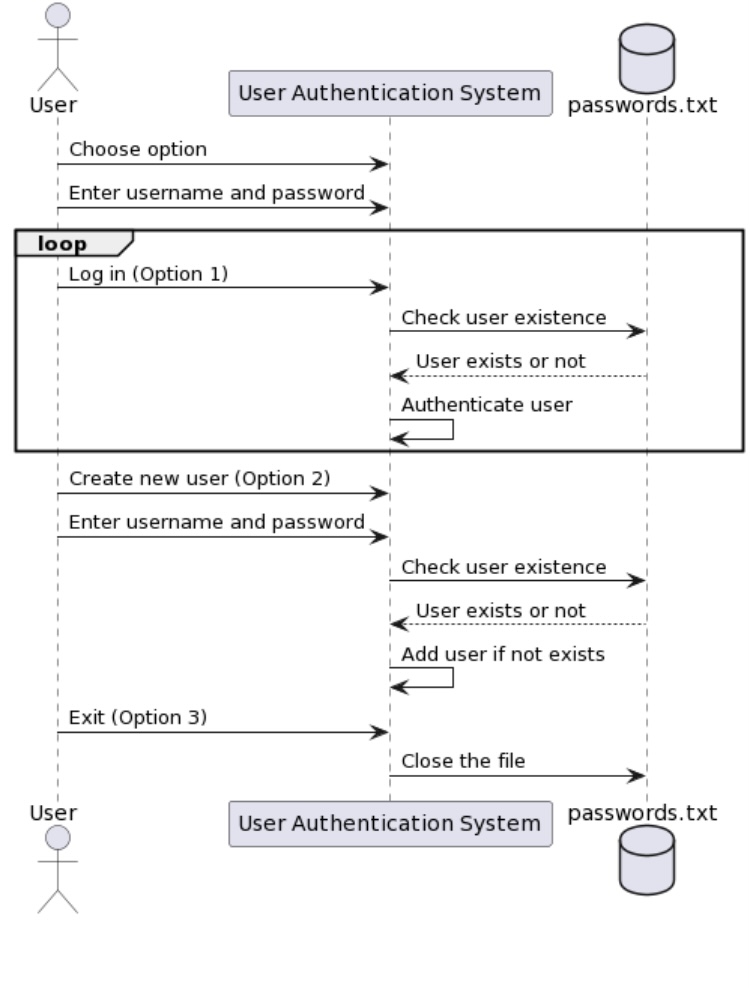 User
User Authentication System
passwords.txt
Choose option
Enter username and password
loop
Log in (Option 1)
Check user existence
User exists or not
Authenticate user
Create new user (Option 2)
Enter username and password
Check user existence
User exists or not
Add user if not exists
Exit (Option 3)
Close the file
User
User Authentication System
passwords.txt